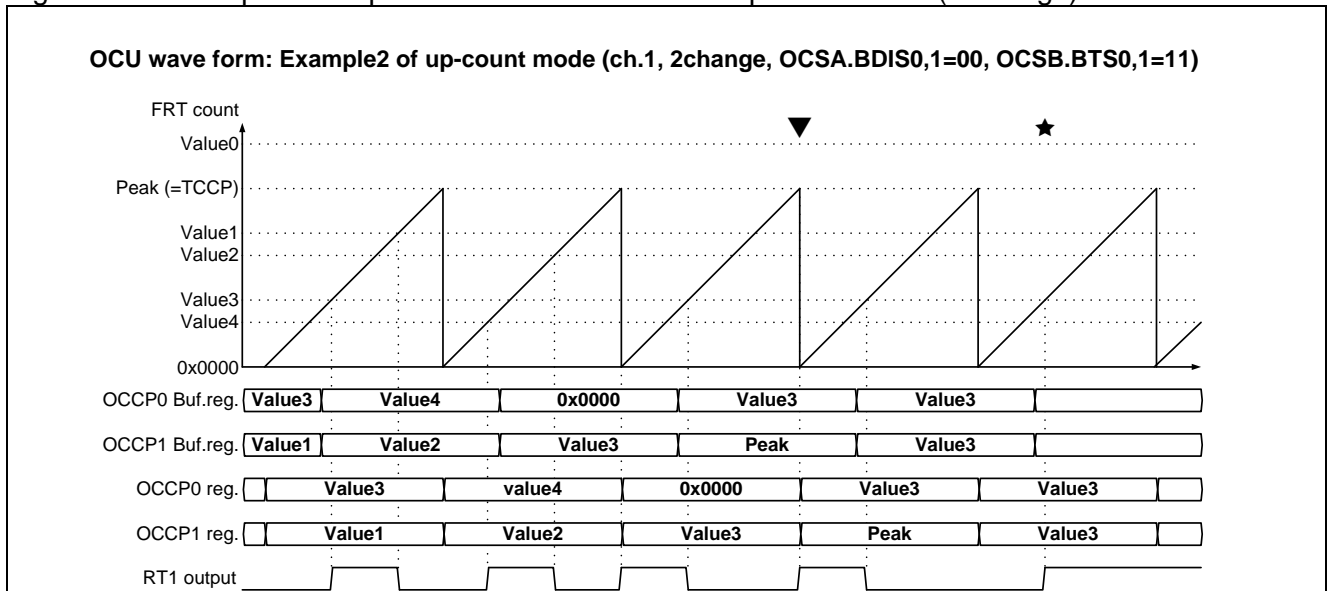 OCU wave form: Example2 of up-count mode (ch.1, 2change, OCSA.BDIS0,1=00, OCSB.BTS0,1=11)
FRT count
Value0
Peak (=TCCP)
Value1
Value2
Value3
Value4
0x0000
OCCP0 Buf.reg. Value3 Value4 0x0000 Value3 Value3
OCCP1 Buf.reg. Value1 Value2 Value3 Peak Value3
OCCP0 reg. Value3 value4 0x0000 Value3 Value3
OCCP1 reg. Value1 Value2 Value3 Peak Value3
RT1 output